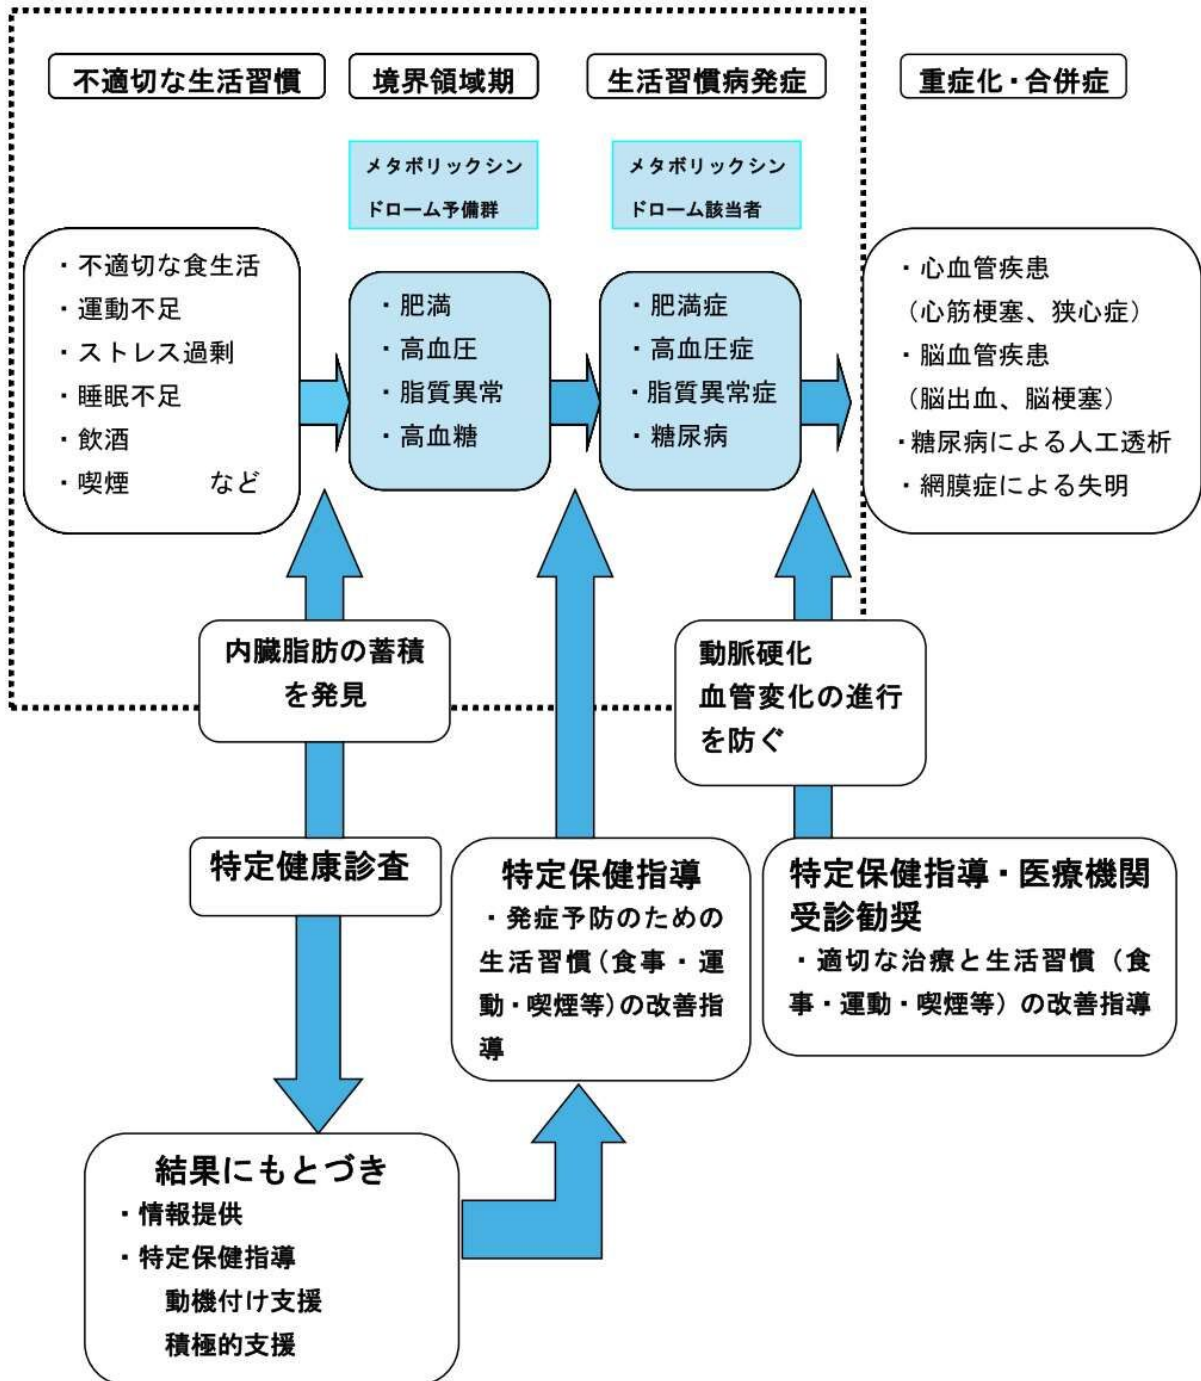 不適切な生活習慣
境界領域期
生活習慣病発症
重症化・合併症
メタボリックシン
ドローム予備群
メタボリックシン
ドローム該当者
・不適切な食生活
・運動不足
・ストレス過剰
・睡眠不足
・飲酒
・喫煙　　　など
・肥満
・高血圧
・脂質異常
・高血糖
・肥満症
・高血圧症
・脂質異常症
・糖尿病
・心血管疾患
（心筋梗塞、狭心症）
・脳血管疾患
（脳出血、脳梗塞）
・糖尿病による人工透析
・網膜症による失明
内臓脂肪の蓄積
を発見
動脈硬化
血管変化の進行
を防ぐ
特定健康診査
特定保健指導
・発症予防のための
生活習慣（食事・運
動・喫煙等）の改善指
導
特定保健指導・医療機関
受診勧奨
・適切な治療と生活習慣（食
事・運動・喫煙等）の改善指導
結果にもとづき
・情報提供
・特定保健指導
動機付け支援
積極的支援